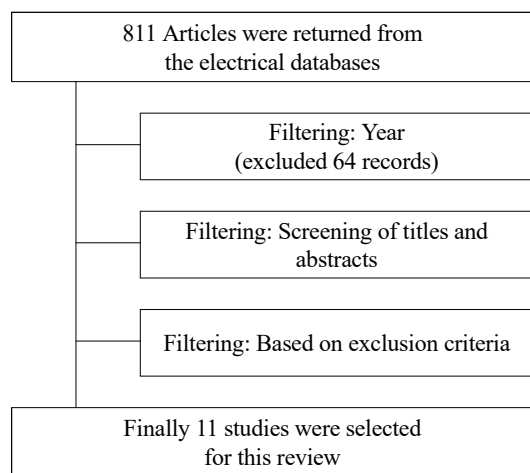 811 Articles were returned from
the electrical databases
Filtering: Year
(excluded 64 records)
Filtering: Screening of titles and
abstracts
Filtering: Based on exclusion criteria
Finally 11 studies were selected
for this review